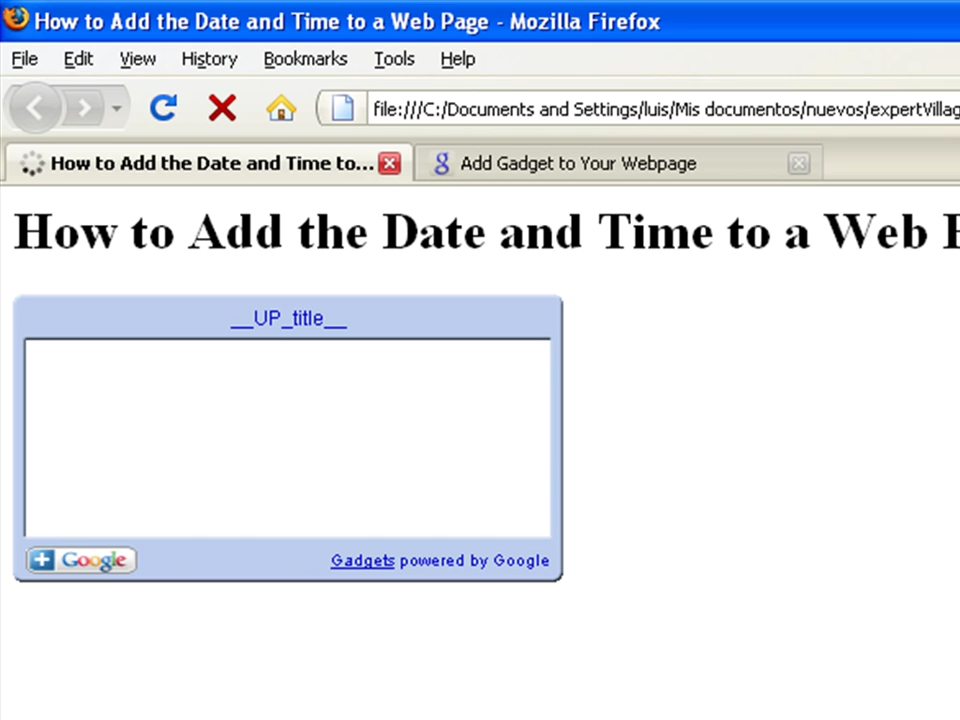 How to Add the Date and Time to a Web Page - Mozilla Firefox
File Edit View History Bookmarks Tools Help
file:///C:/Documents and Settings/luis/Mis documentos/nuevos/expertVillag
How to Add the Date and Time to... Add Gadget to Your Webpage
How to Add the Date and Time to a Web
__UP_title__
Google Gadgets powered by Google